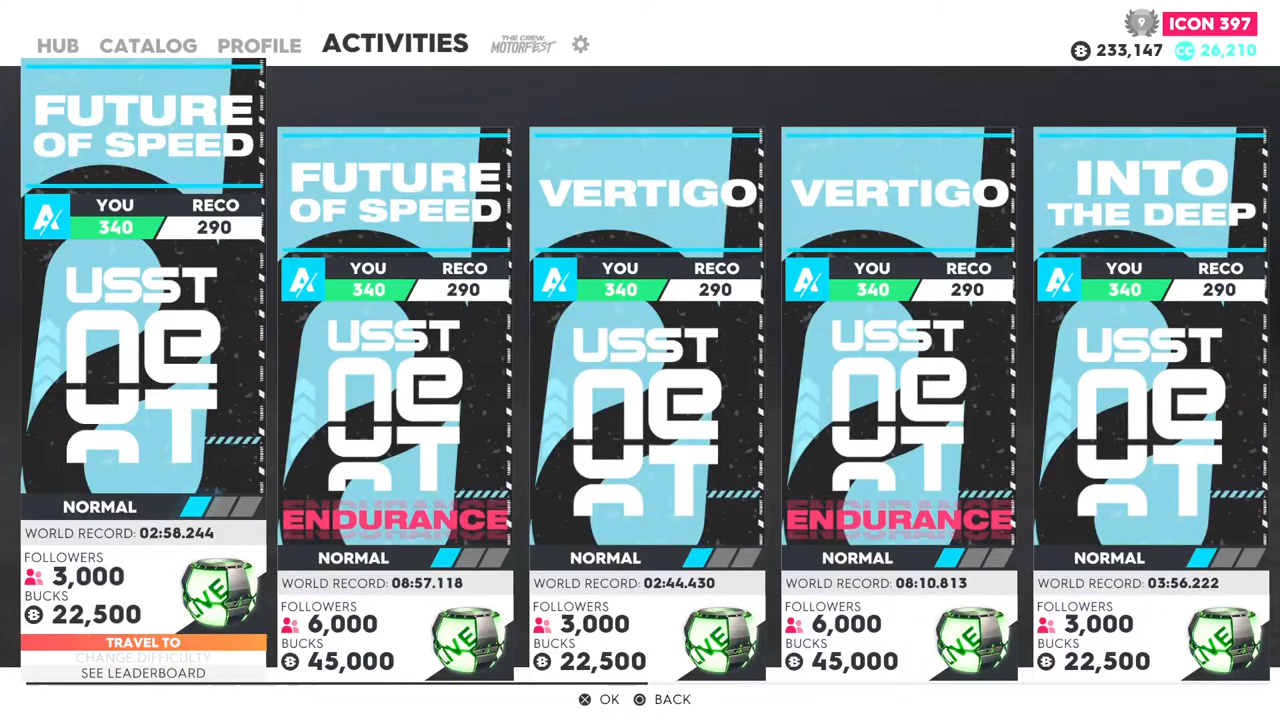 HUB CATALOG PROFILE ACTIVITIES THE CREW MOTORFEST
9 ICON 397
233,147 CC 26,210
FUTURE
OF SPEED
YOU RECO
340 290
USST
NEXT
NORMAL
WORLD RECORD: 02:58.244
FOLLOWERS
3,000
BUCKS
22,500
TRAVEL TO
CHANGE DIFFICULTY
SEE LEADERBOARD
FUTURE
OF SPEED
YOU RECO
340 290
USST
NEXT
ENDURANCE
NORMAL
WORLD RECORD: 08:57.118
FOLLOWERS
6,000
BUCKS
45,000
VERTIGO
YOU RECO
340 290
USST
NEXT
NORMAL
WORLD RECORD: 02:44.430
FOLLOWERS
3,000
BUCKS
22,500
VERTIGO
YOU RECO
340 290
USST
NEXT
ENDURANCE
NORMAL
WORLD RECORD: 08:10.813
FOLLOWERS
6,000
BUCKS
45,000
INTO
THE DEEP
YOU RECO
340 290
USST
NEXT
NORMAL
WORLD RECORD: 03:56.222
FOLLOWERS
3,000
BUCKS
22,500
OK BACK